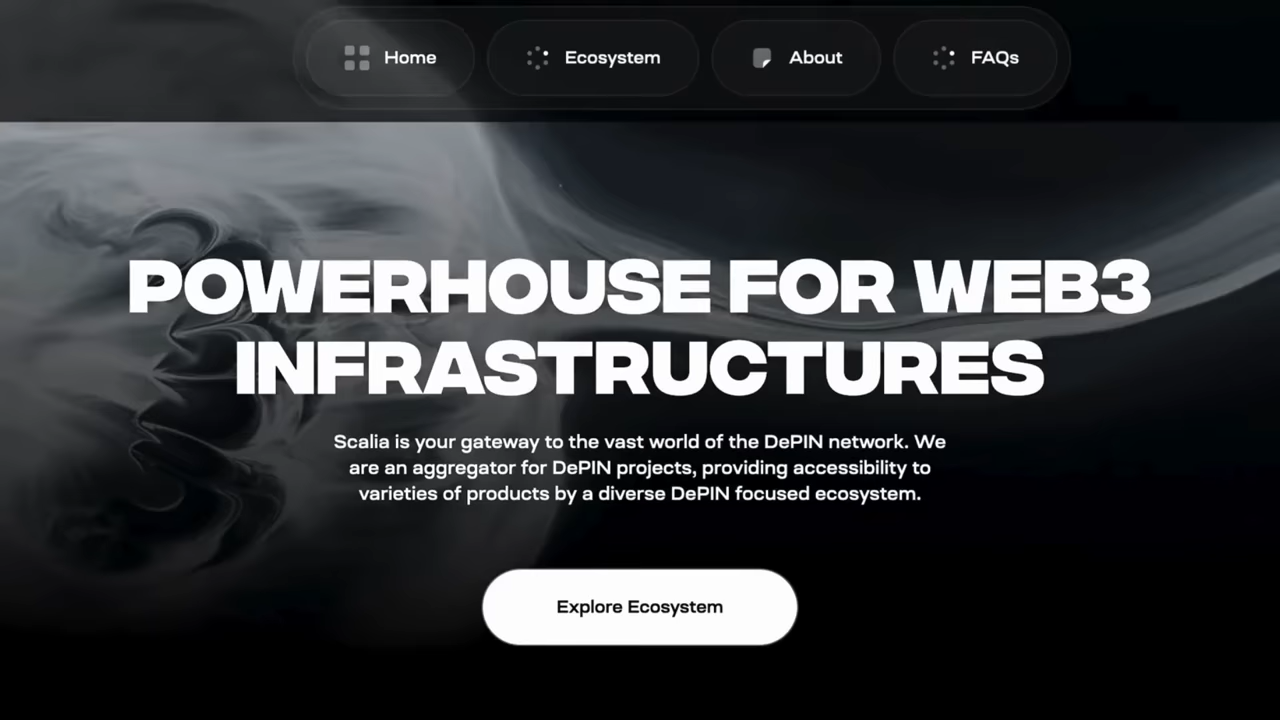 Home
Ecosystem
About
FAQs
POWERHOUSE FOR WEB3
INFRASTRUCTURES
Scalia is your gateway to the vast world of the DePIN network. We
are an aggregator for DePIN projects, providing accessibility to
varieties of products by a diverse DePIN focused ecosystem.
Explore Ecosystem